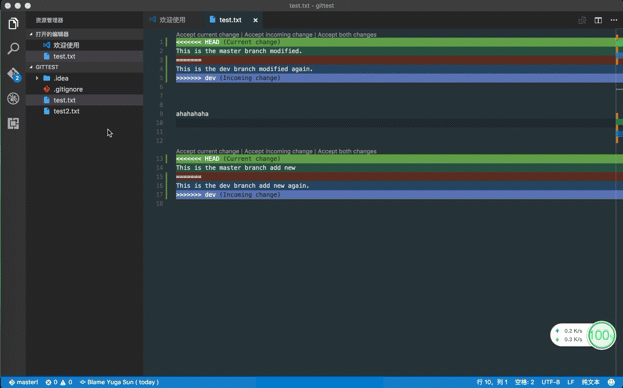 test.txt - gittest
资源管理器
欢迎使用
test.txt
打开的编辑器
欢迎使用
test.txt
GITTEST
.idea
.gitignore
test.txt
test2.txt
2
Accept current change | Accept incoming change | Accept both changes
1 <<<<<<< HEAD (Current change)
2 This is the master branch modified.
3 =======
4 This is the dev branch modified again.
5 >>>>>>> dev (Incoming change)
6
7
8
9 ahahahaha
10
11
12
Accept current change | Accept incoming change | Accept both changes
13 <<<<<<< HEAD (Current change)
14 This is the master branch add new
15 =======
16 This is the dev branch add new again.
17 >>>>>>> dev (Incoming change)
18
0.2 K/s
0.3 K/s
100
master! 0 0 Blame Yuga Sun ( today ) 行 10，列 1 空格: 2 UTF-8 LF 纯文本